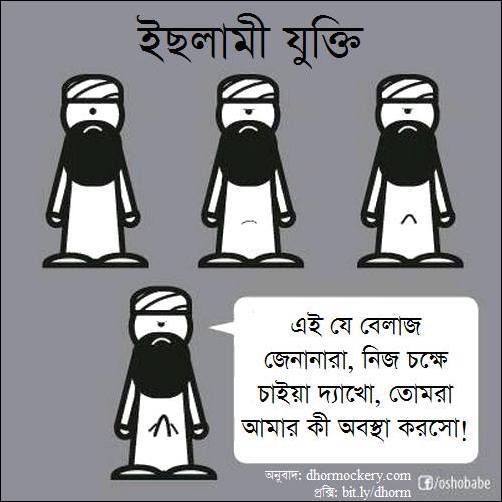 ইছলামী যুক্তি
এই যে বেলাজ
জেনানারা, নিজ চক্ষে
চাইয়া দ্যাখো, তোমরা
আমার কী অবস্থা করসো!
অনুবাদ: dhormockery.com
প্রক্সি: bit.ly/dhorm
f/oshobabe